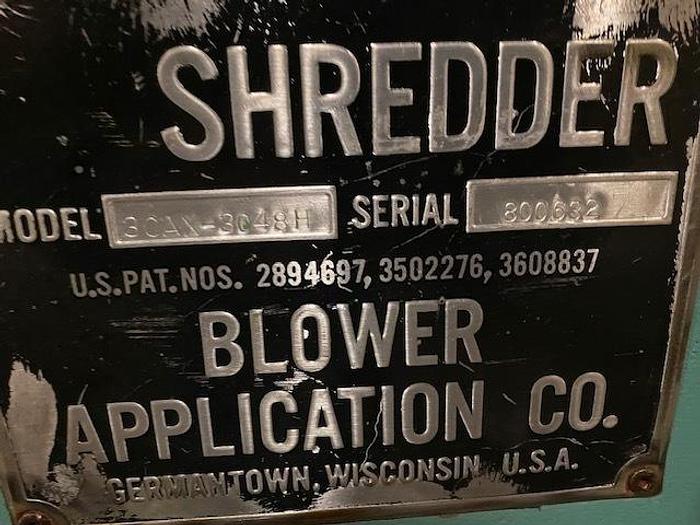 SHREDDER
MODEL 3CAX-3048H SERIAL 800632
U.S.PAT.NOS. 2894697, 3502276, 3608837
BLOWER
APPLICATION CO.
GERMANTOWN, WISCONSIN, U.S.A.